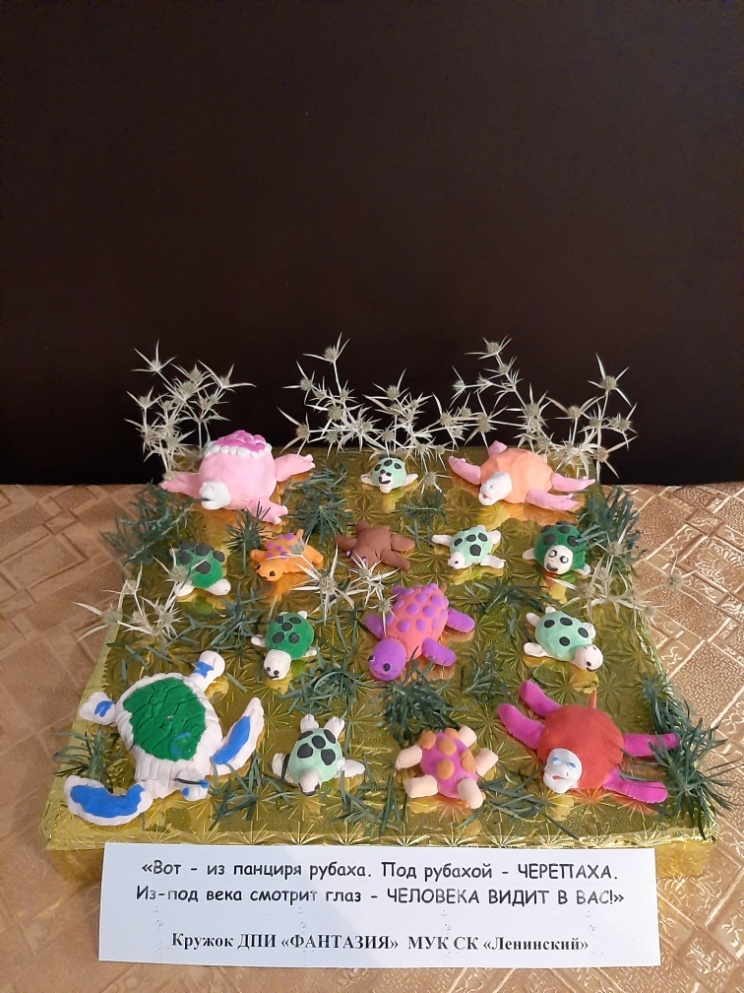 «Вот - из панциря рубаха. Под рубахой - ЧЕРЕПАХА.
Из-под века смотрит глаз - ЧЕЛОВЕКА ВИДИТ В ВАС!»
Кружок ДПИ «ФАНТАЗИЯ» МУК СК «Ленинский»